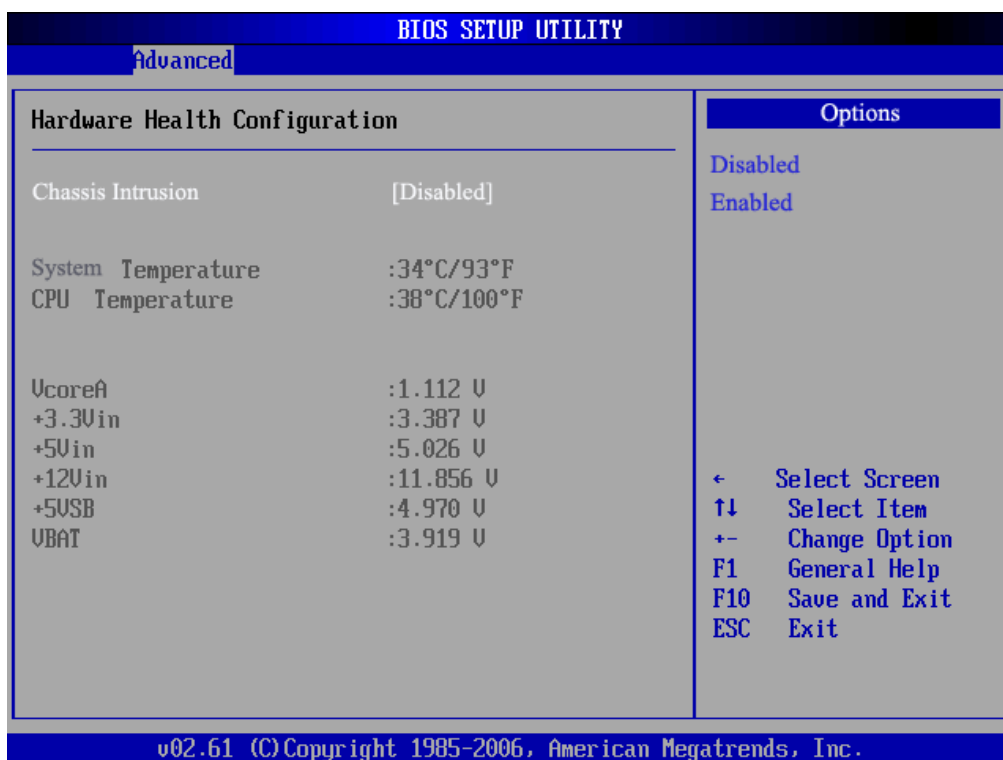 BIOS SETUP UTILITY
Advanced
Hardware Health Configuration
Chassis Intrusion [Disabled]
System Temperature :34°C/93°F
CPU Temperature :38°C/100°F
VcoreA :1.112 V
+3.3Vin :3.387 V
+5Vin :5.026 V
+12Vin :11.856 V
+5VSB :4.970 V
VBAT :3.919 V
Options
Disabled
Enabled
← Select Screen
↑↓ Select Item
+- Change Option
F1 General Help
F10 Save and Exit
ESC Exit
v02.61 (C)Copyright 1985-2006, American Megatrends, Inc.